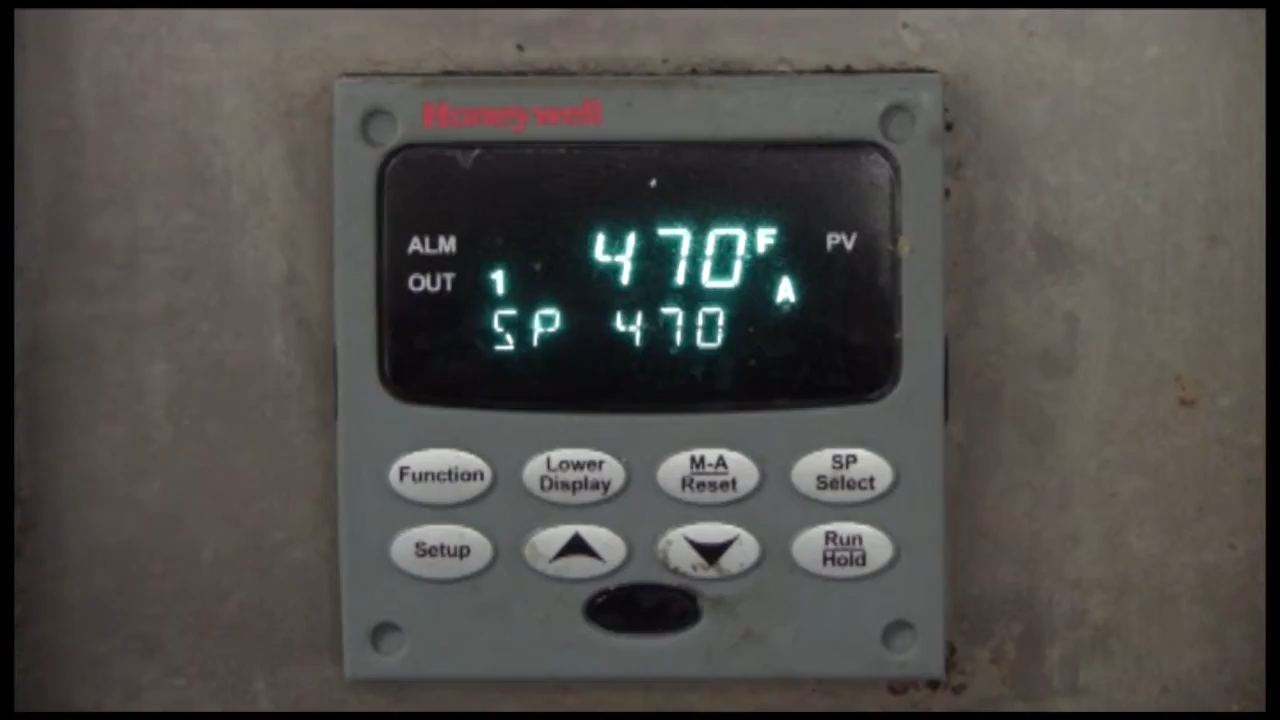 Honeywell
ALM 470 F PV
OUT 1 A
SP 470
Function Lower Display M-A Reset SP Select
Setup Run Hold